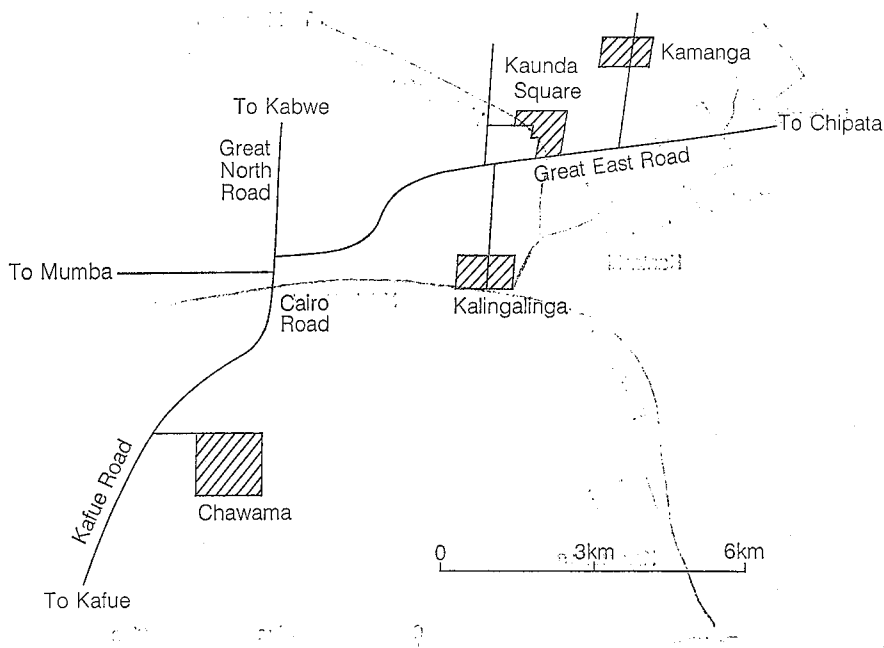 Kamanga
Kaunda
Square
To Kabwe
To Chipata
Great
North
Road
Great East Road
To Mumba
Cairo
Road
Kalingalinga
Kafue Road
Chawama
0 3km 6km
To Kafue